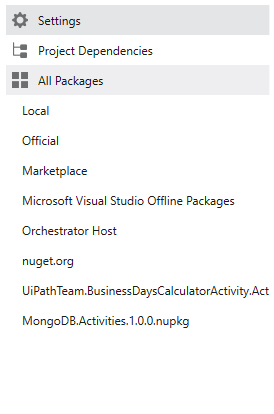 Settings
Project Dependencies
All Packages
Local
Official
Marketplace
Microsoft Visual Studio Offline Packages
Orchestrator Host
nuget.org
UiPathTeam.BusinessDaysCalculatorActivity.Act
MongoDB.Activities.1.0.0.nupkg